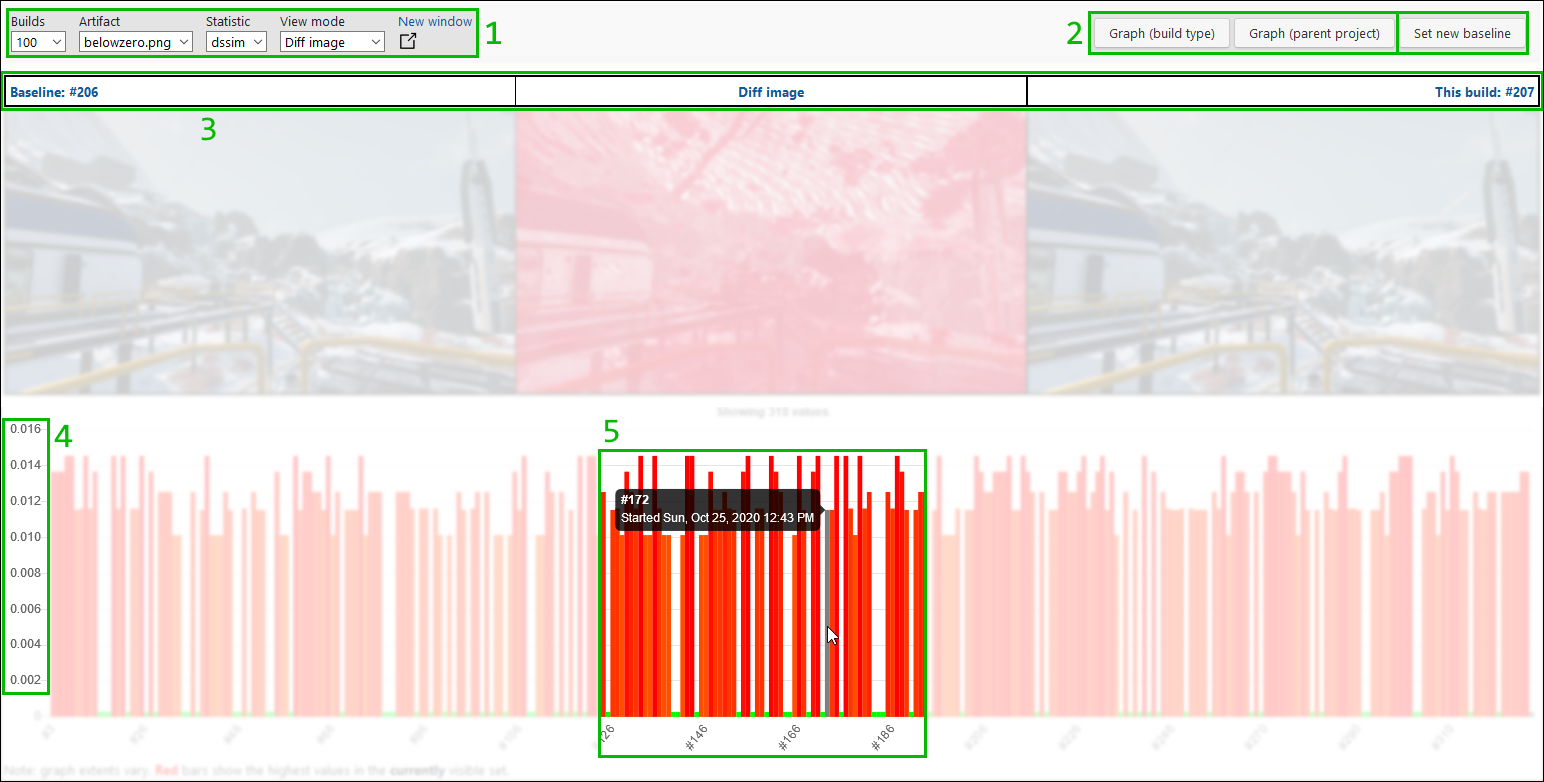 Builds Artifact Statistic View mode New window
100 belowzero.png dssim Diff image
1
2
Graph (build type) Graph (parent project) Set new baseline
Baseline: #206 Diff image This build: #207
3
Showing 318 values
0.016
4
5
0.014
0.012
#172
Started Sun, Oct 25, 2020 12:43 PM
0.010
0.008
0.006
0.004
0.002
0
#126 #146 #166 #186
Note: graph extents vary. Red bars show the highest values in the currently visible set.